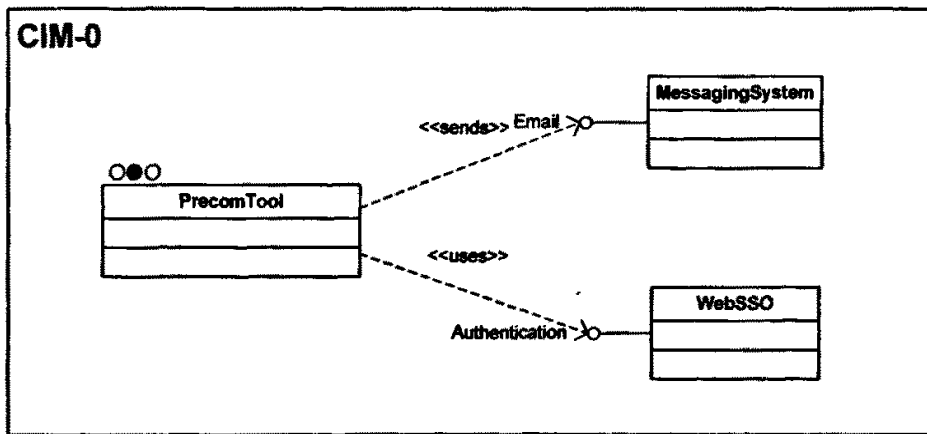 CIM-0
MessagingSystem
<<sends>> Email
PrecomTool
<<uses>>
WebSSO
Authentication